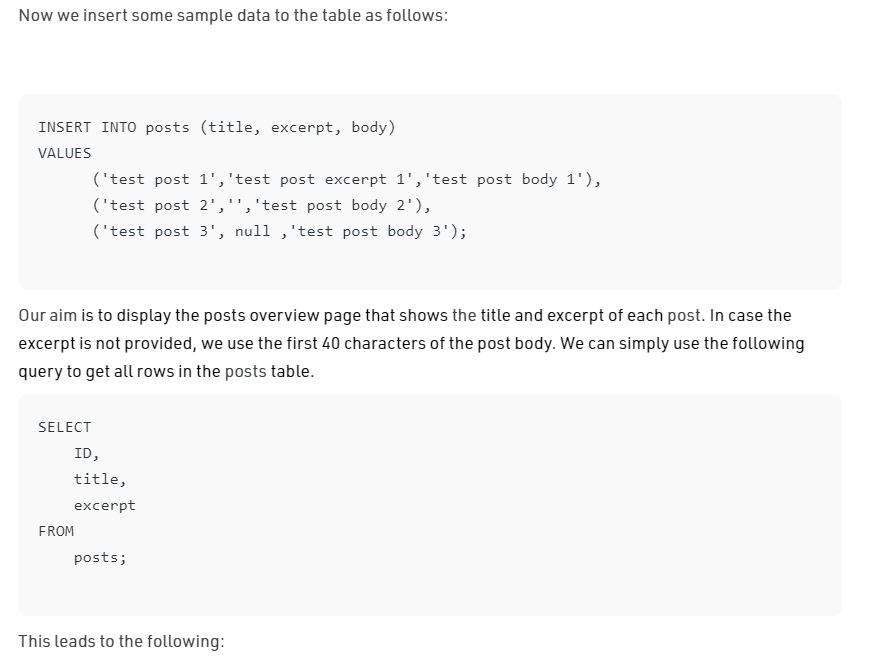 Now we insert some sample data to the table as follows:
INSERT INTO posts (title, excerpt, body)
VALUES
('test post 1','test post excerpt 1','test post body 1'),
('test post 2','','test post body 2'),
('test post 3', null ,'test post body 3');
Our aim is to display the posts overview page that shows the title and excerpt of each post. In case the
excerpt is not provided, we use the first 40 characters of the post body. We can simply use the following
query to get all rows in the posts table.
SELECT
ID,
title,
excerpt
FROM
posts;
This leads to the following: